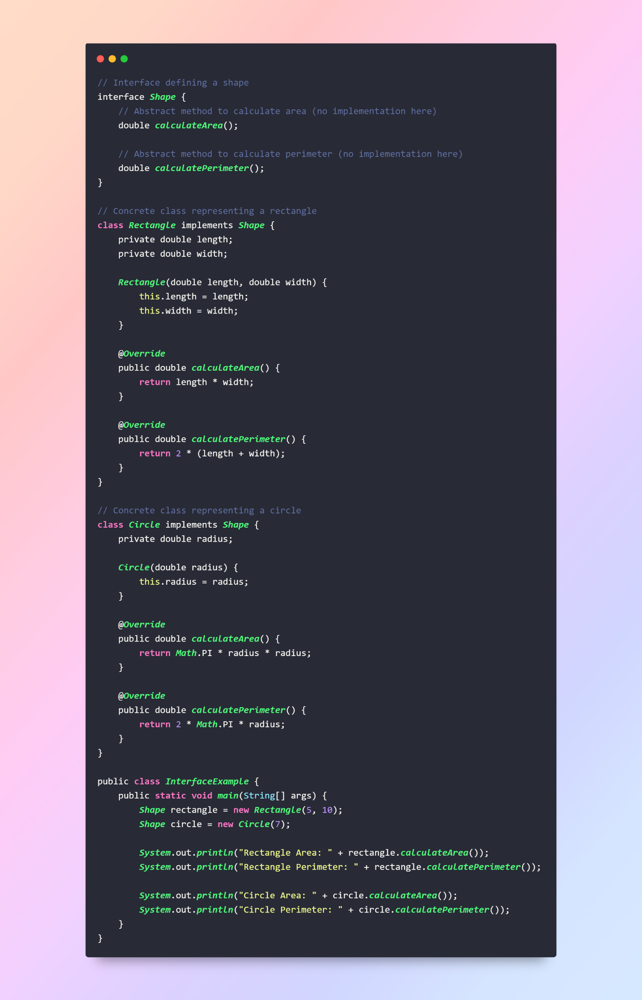 // Interface defining a shape
interface Shape {
    // Abstract method to calculate area (no implementation here)
    double calculateArea();

    // Abstract method to calculate perimeter (no implementation here)
    double calculatePerimeter();
}

// Concrete class representing a rectangle
class Rectangle implements Shape {
    private double length;
    private double width;

    Rectangle(double length, double width) {
        this.length = length;
        this.width = width;
    }

    @Override
    public double calculateArea() {
        return length * width;
    }

    @Override
    public double calculatePerimeter() {
        return 2 * (length + width);
    }
}

// Concrete class representing a circle
class Circle implements Shape {
    private double radius;

    Circle(double radius) {
        this.radius = radius;
    }

    @Override
    public double calculateArea() {
        return Math.PI * radius * radius;
    }

    @Override
    public double calculatePerimeter() {
        return 2 * Math.PI * radius;
    }
}

public class InterfaceExample {
    public static void main(String[] args) {
        Shape rectangle = new Rectangle(5, 10);
        Shape circle = new Circle(7);

        System.out.println("Rectangle Area: " + rectangle.calculateArea());
        System.out.println("Rectangle Perimeter: " + rectangle.calculatePerimeter());

        System.out.println("Circle Area: " + circle.calculateArea());
        System.out.println("Circle Perimeter: " + circle.calculatePerimeter());
    }
}